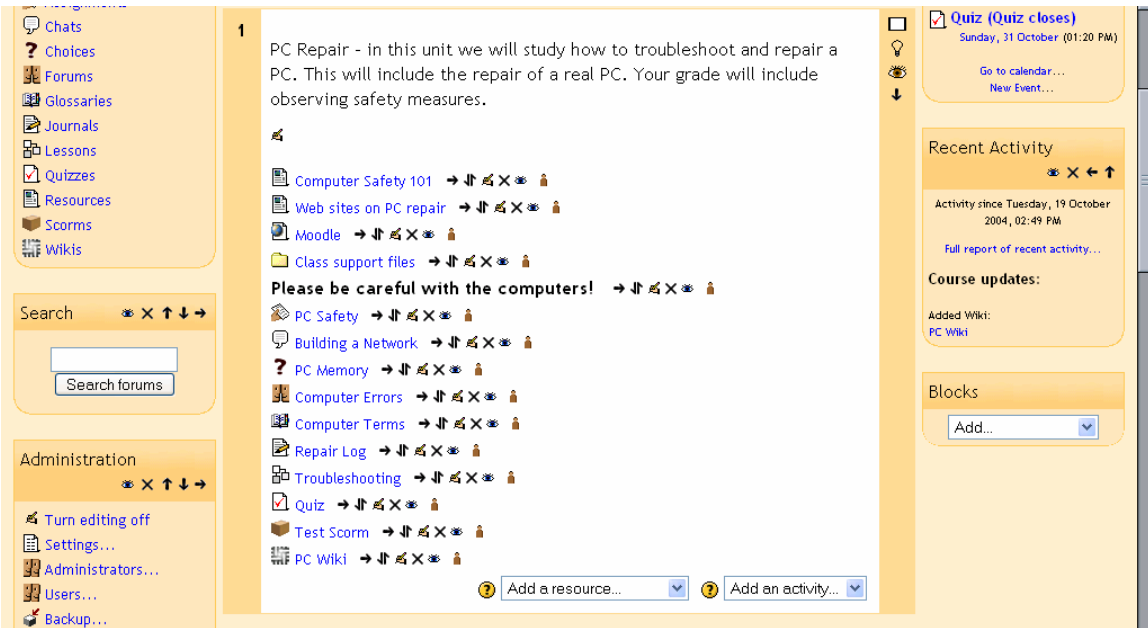 Assignments
Chats
Choices
Forums
Glossaries
Journals
Lessons
Quizzes
Resources
Scorms
Wikis
Search
Search forums
Administration
Turn editing off
Settings...
Administrators...
Users...
Backup...
1
PC Repair - in this unit we will study how to troubleshoot and repair a
PC. This will include the repair of a real PC. Your grade will include
observing safety measures.
Computer Safety 101
Web sites on PC repair
Moodle
Class support files
Please be careful with the computers!
PC Safety
Building a Network
PC Memory
Computer Errors
Computer Terms
Repair Log
Troubleshooting
Quiz
Test Scorm
PC Wiki
Add a resource...
Add an activity...
Quiz (Quiz closes)
Sunday, 31 October (01:20 PM)
Go to calendar...
New Event...
Recent Activity
Activity since Tuesday, 19 October
2004, 02:49 PM
Full report of recent activity...
Course updates:
Added Wiki:
PC Wiki
Blocks
Add...